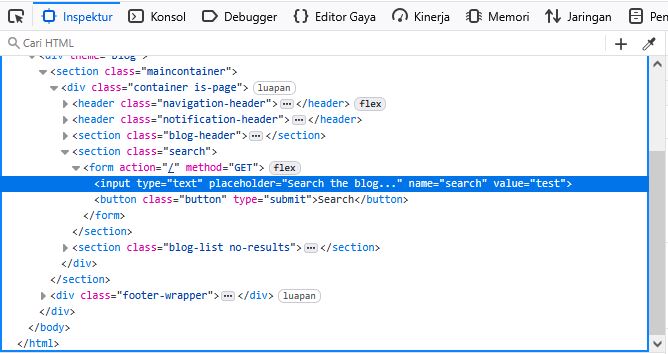 Inspektur Konsol Debugger Editor Gaya Kinerja Memori Jaringan Pen
Cari HTML
<div theme="blog">
<section class="maincontainer">
<div class="container is-page"> luapan
<header class="navigation-header"> ··· </header> flex
<header class="notification-header"> ··· </header>
<section class="blog-header"> ··· </section>
<section class="search">
<form action="/" method="GET"> flex
<input type="text" placeholder="Search the blog..." name="search" value="test">
<button class="button" type="submit">Search</button>
</form>
</section>
<section class="blog-list no-results"> ··· </section>
</div>
</section>
<div class="footer-wrapper"> ··· </div> luapan
</div>
</body>
</html>